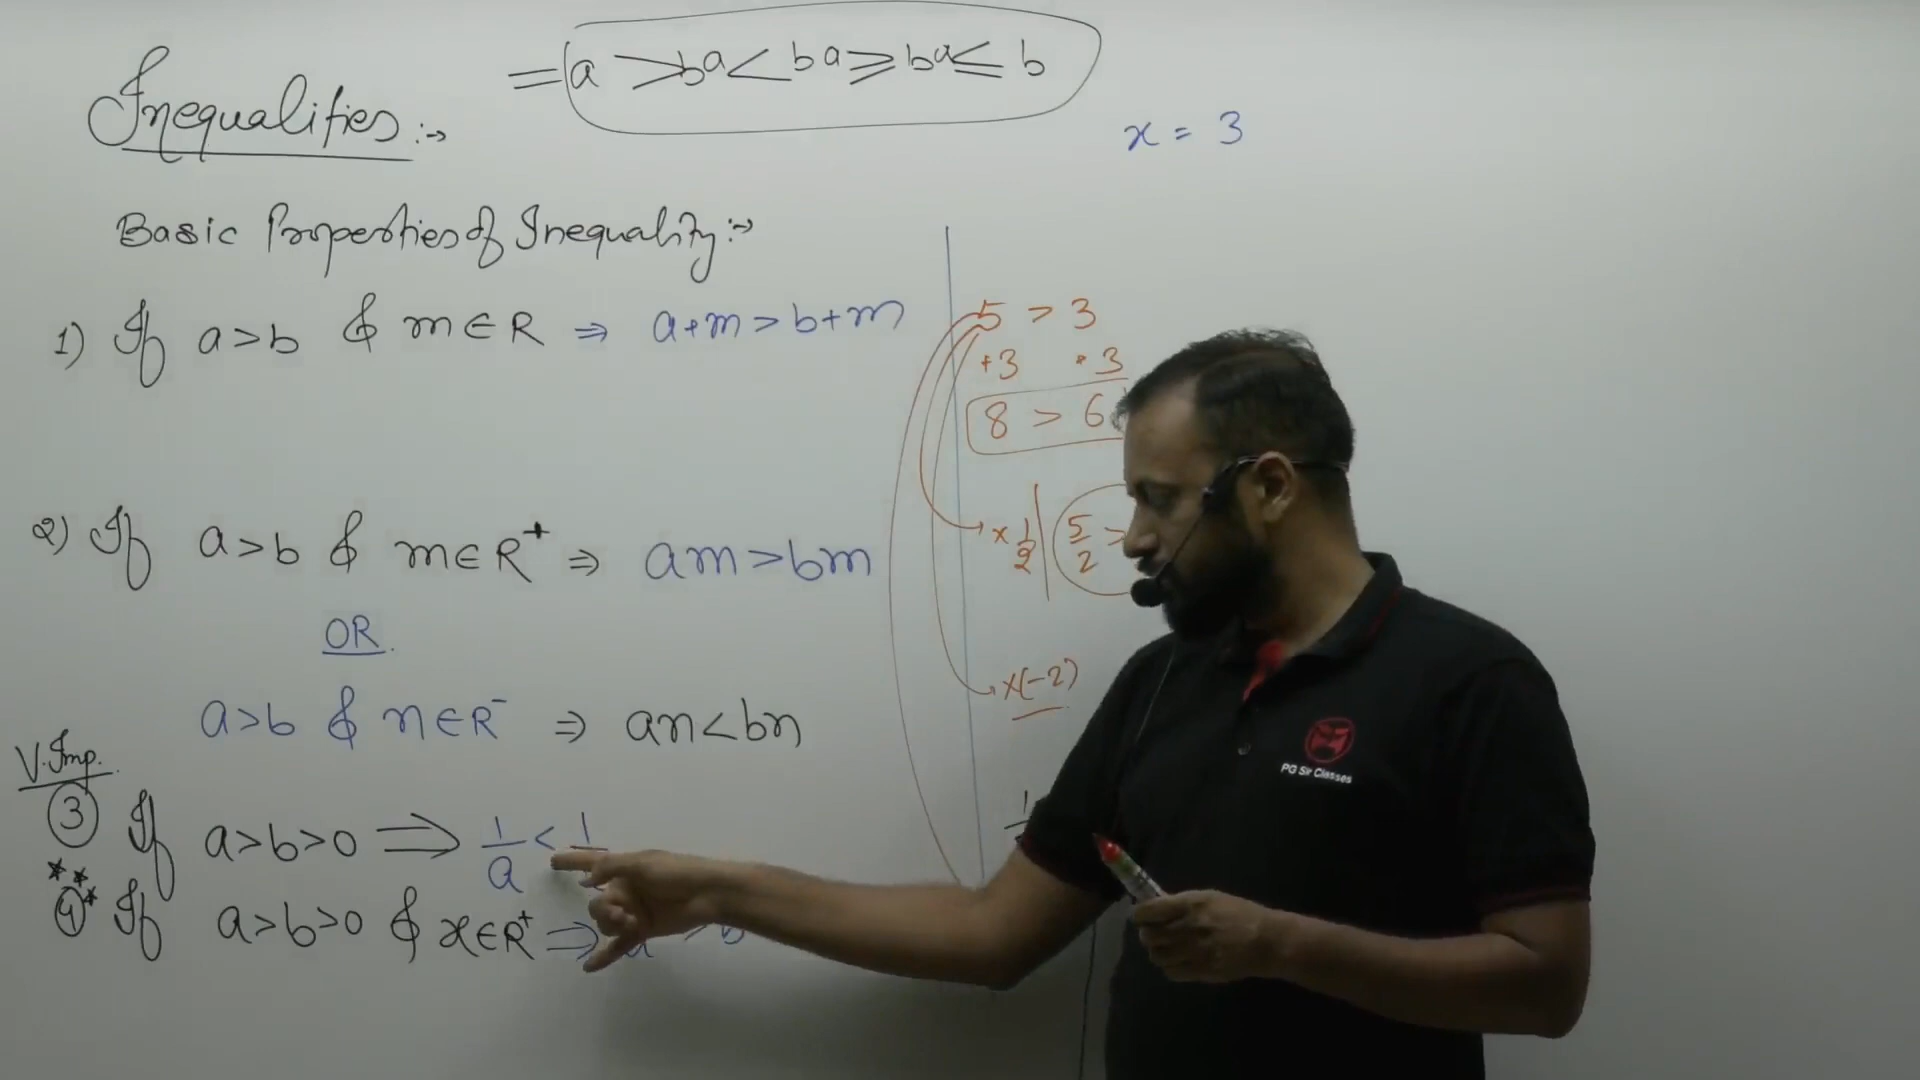 Inequalities :→
= a > b a < b a ≥ b a ≤ b
x = 3
Basic Properties of Inequality :→
1) If a > b & m ∈ R ⇒ a+m > b+m
5 > 3
+3 +3
8 > 6
2) If a > b & m ∈ R⁺ ⇒ am > bm
× 1/2 | 5/2 >
OR
a > b & n ∈ R⁻ ⇒ an < bn
×(-2)
V. Imp.
③ If a > b > 0 ⇒ 1/a < 1
④ If a > b > 0 & x ∈ R⁺ ⇒
PG Sir Classes